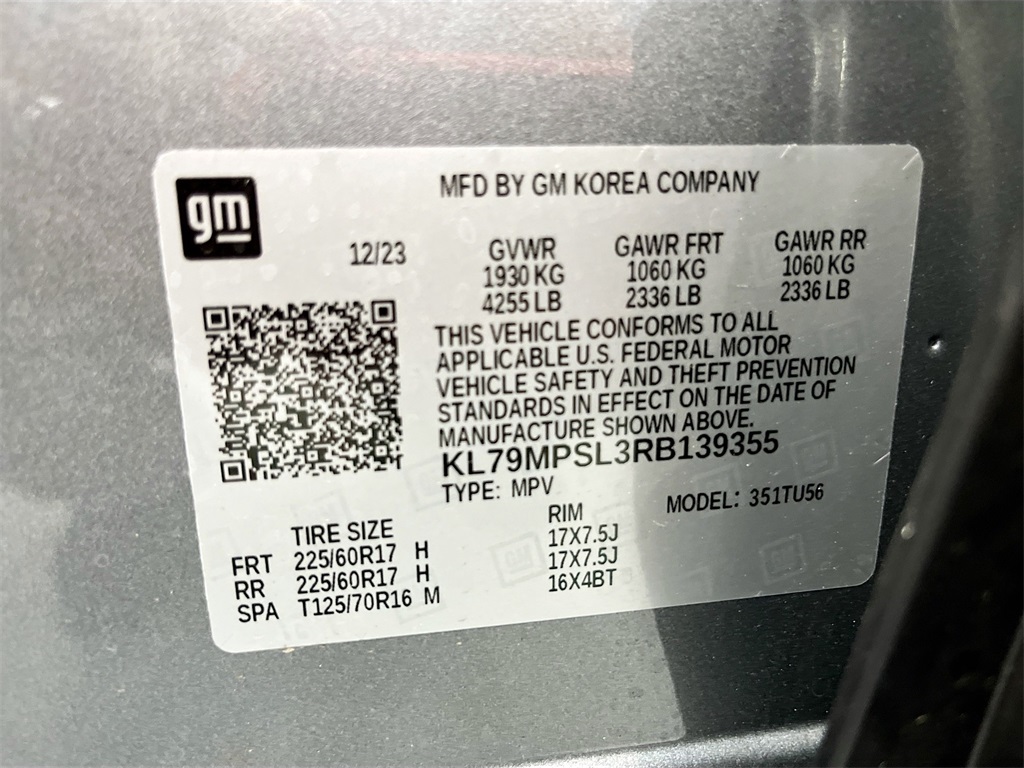 gm
MFD BY GM KOREA COMPANY
12/23
GVWR GAWR FRT GAWR RR
1930 KG 1060 KG 1060 KG
4255 LB 2336 LB 2336 LB
THIS VEHICLE CONFORMS TO ALL
APPLICABLE U.S. FEDERAL MOTOR
VEHICLE SAFETY AND THEFT PREVENTION
STANDARDS IN EFFECT ON THE DATE OF
MANUFACTURE SHOWN ABOVE.
KL79MPSL3RB139355
TYPE: MPV MODEL: 351TU56
TIRE SIZE RIM
FRT 225/60R17 H 17X7.5J
RR 225/60R17 H 17X7.5J
SPA T125/70R16 M 16X4BT